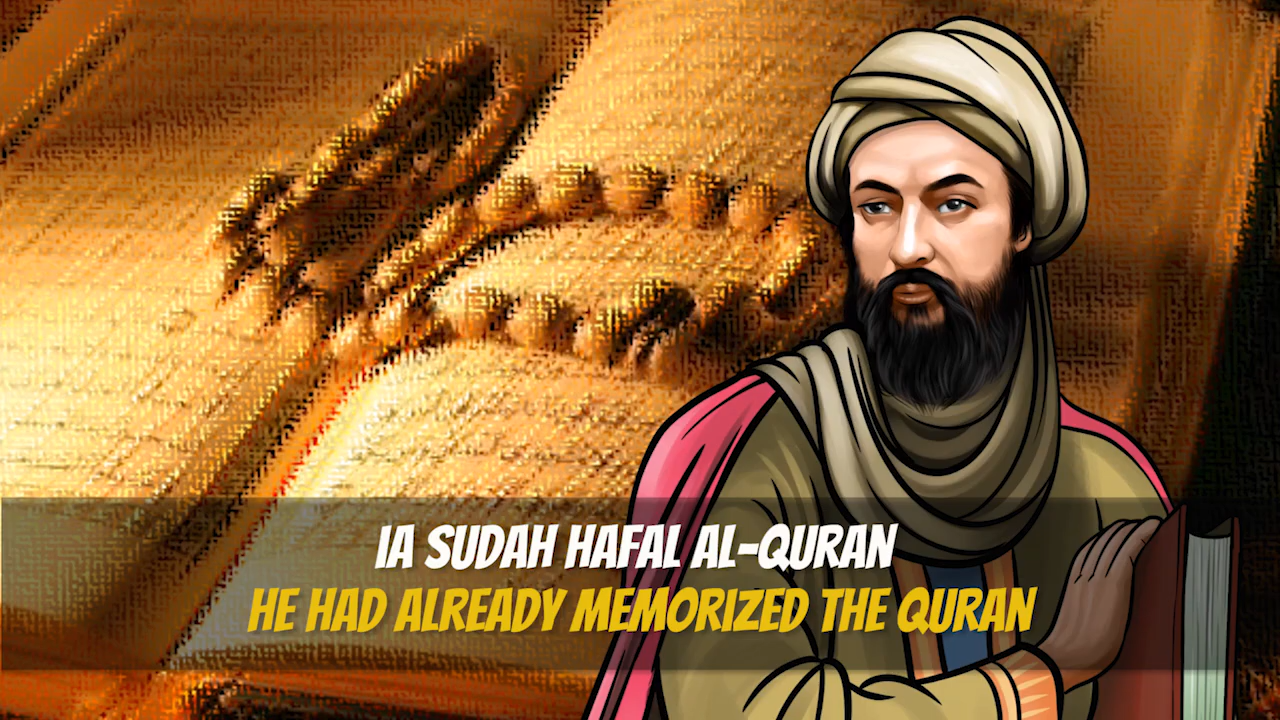 IA SUDAH HAFAL AL-QURAN
HE HAD ALREADY MEMORIZED THE QURAN